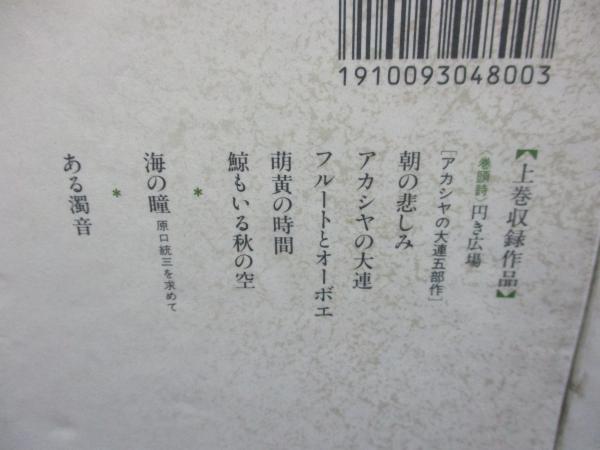 1910093048003
【上巻収録作品】
〈巻頭詩〉円き広場
[アカシヤの大連五部作]
朝の悲しみ
アカシヤの大連
フルートとオーボエ
萌黄の時間
鯨もいる秋の空
*
海の瞳 原口統三を求めて
*
ある濁音